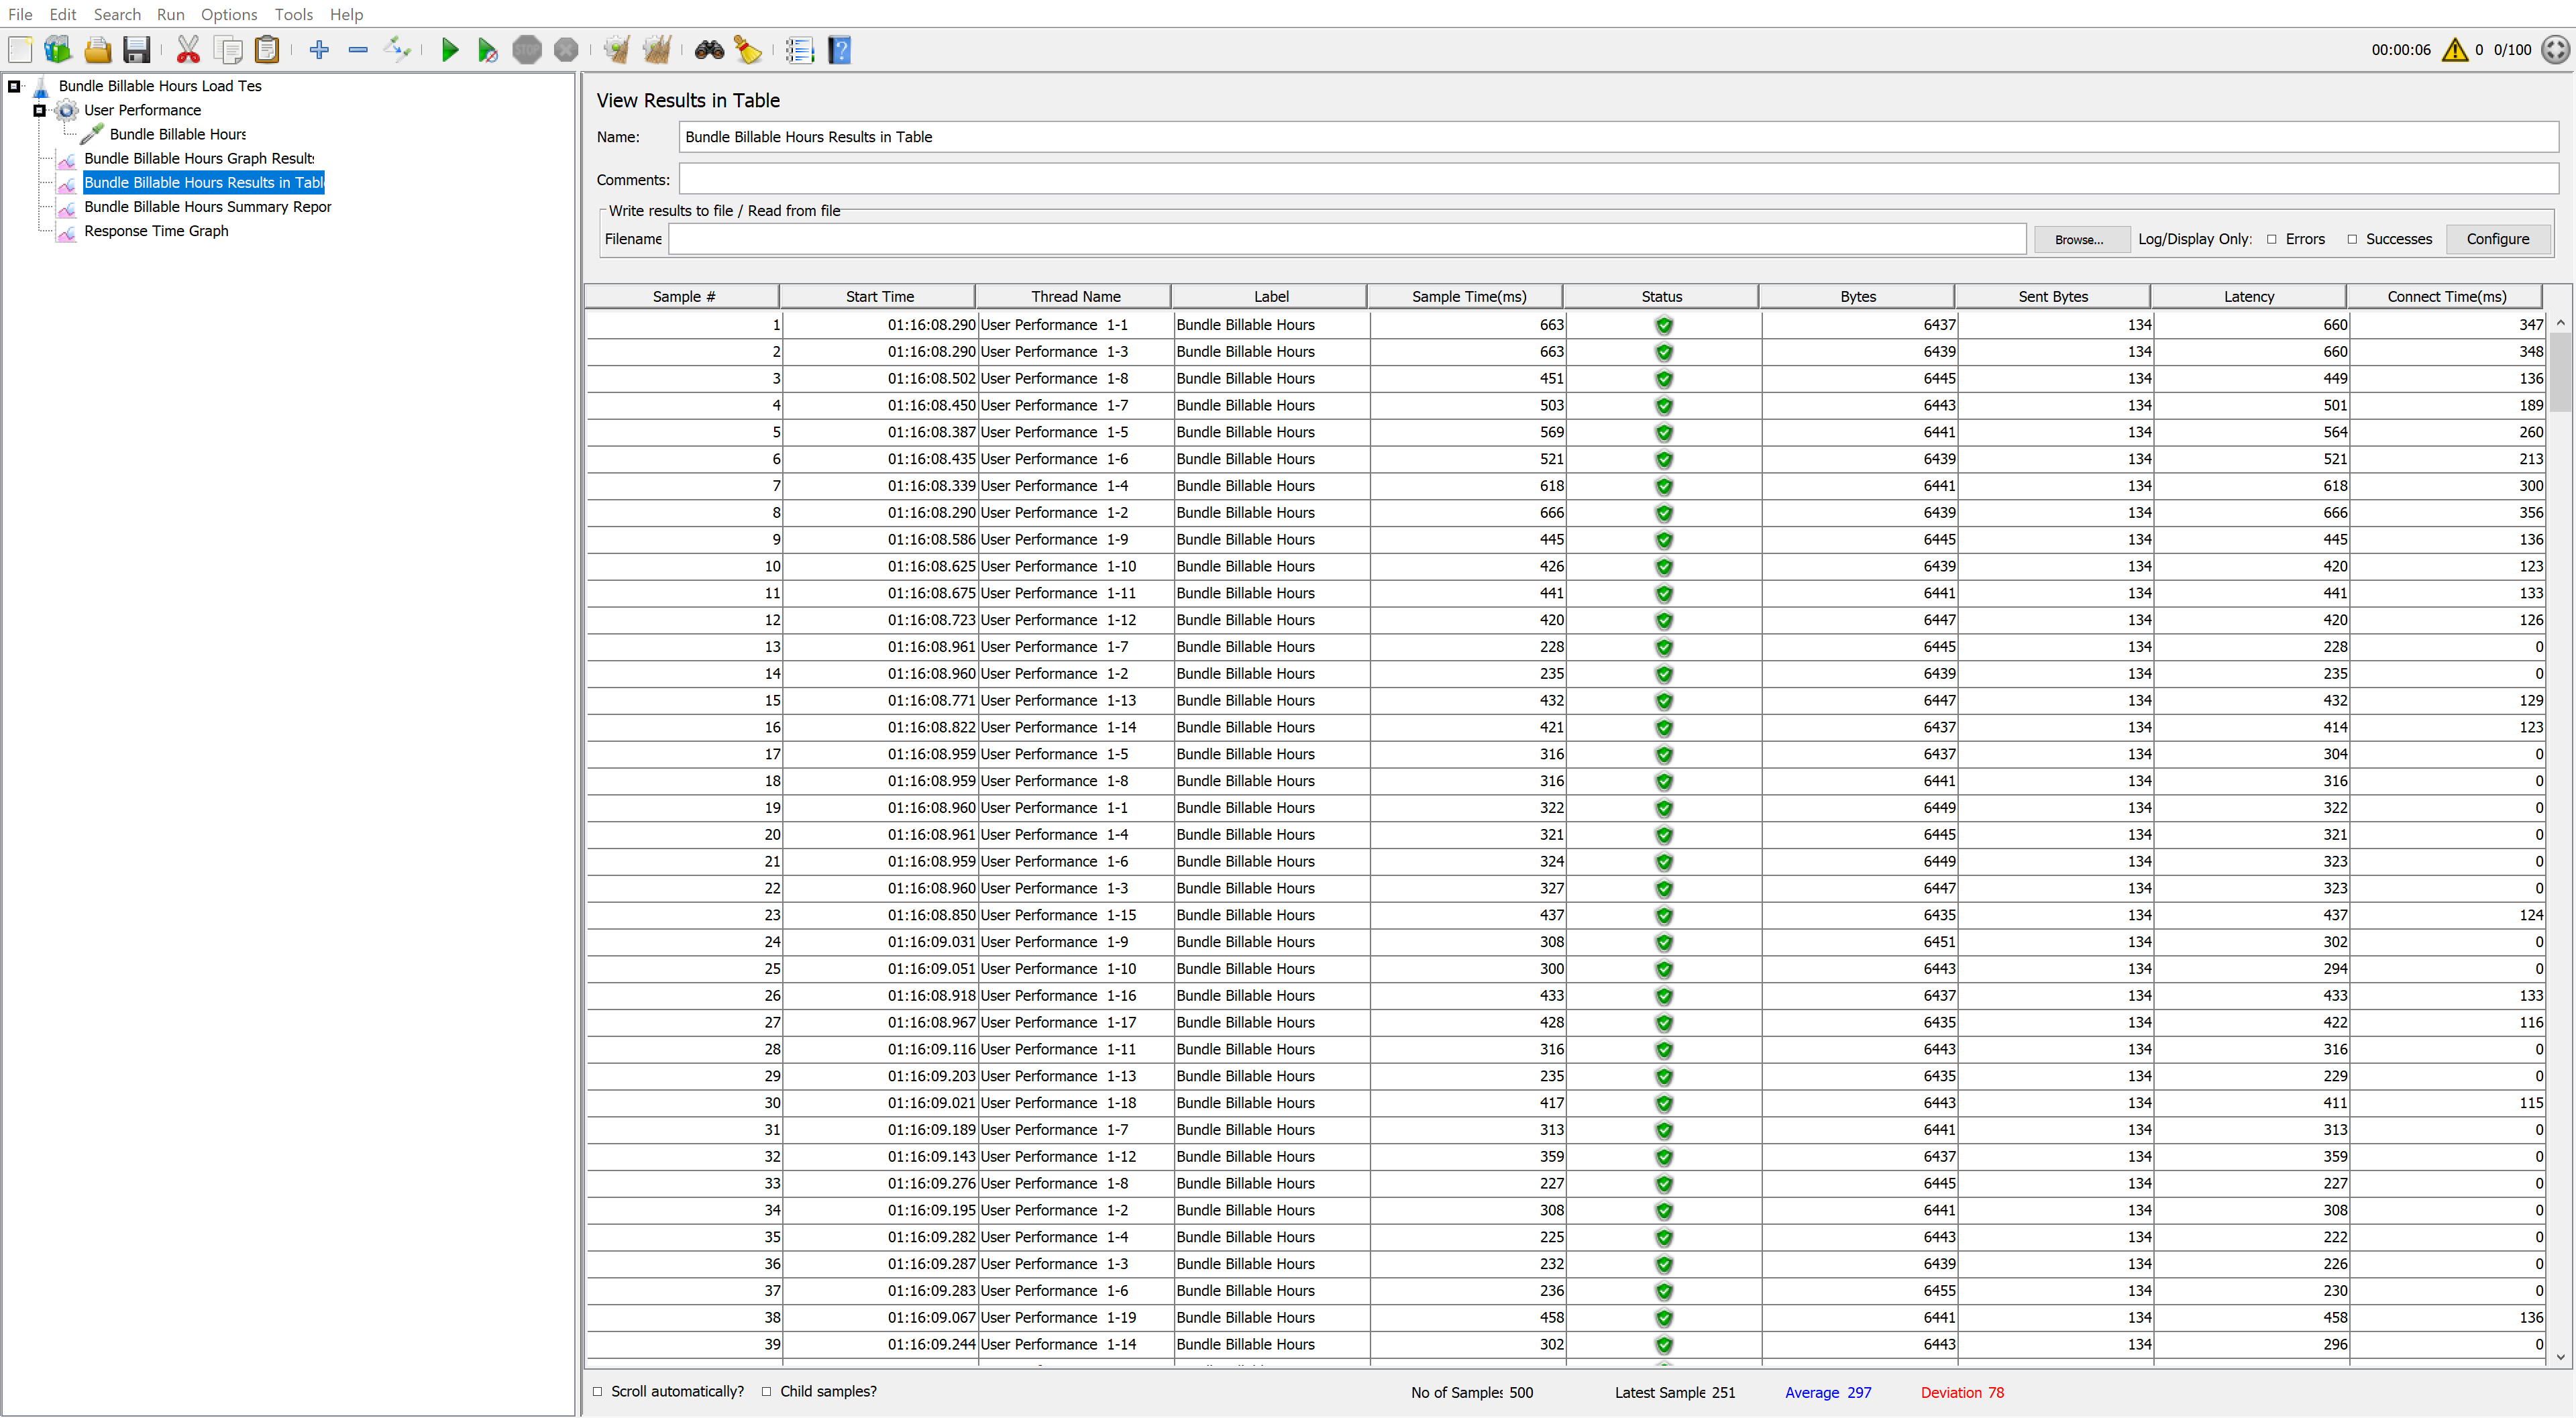 File Edit Search Run Options Tools Help
STOP
00:00:06 0 0/100
Bundle Billable Hours Load Tes
User Performance
Bundle Billable Hours
Bundle Billable Hours Graph Results
Bundle Billable Hours Results in Table
Bundle Billable Hours Summary Repor
Response Time Graph
View Results in Table
Name: Bundle Billable Hours Results in Table
Comments:
Write results to file / Read from file
Filename Browse... Log/Display Only: Errors Successes Configure
Sample # Start Time Thread Name Label Sample Time(ms) Status Bytes Sent Bytes Latency Connect Time(ms)
1 01:16:08.290 User Performance 1-1 Bundle Billable Hours 663 6437 134 660 347
2 01:16:08.290 User Performance 1-3 Bundle Billable Hours 663 6439 134 660 348
3 01:16:08.502 User Performance 1-8 Bundle Billable Hours 451 6445 134 449 136
4 01:16:08.450 User Performance 1-7 Bundle Billable Hours 503 6443 134 501 189
5 01:16:08.387 User Performance 1-5 Bundle Billable Hours 569 6441 134 564 260
6 01:16:08.435 User Performance 1-6 Bundle Billable Hours 521 6439 134 521 213
7 01:16:08.339 User Performance 1-4 Bundle Billable Hours 618 6441 134 618 300
8 01:16:08.290 User Performance 1-2 Bundle Billable Hours 666 6439 134 666 356
9 01:16:08.586 User Performance 1-9 Bundle Billable Hours 445 6445 134 445 136
10 01:16:08.625 User Performance 1-10 Bundle Billable Hours 426 6439 134 420 123
11 01:16:08.675 User Performance 1-11 Bundle Billable Hours 441 6441 134 441 133
12 01:16:08.723 User Performance 1-12 Bundle Billable Hours 420 6447 134 420 126
13 01:16:08.961 User Performance 1-7 Bundle Billable Hours 228 6445 134 228 0
14 01:16:08.960 User Performance 1-2 Bundle Billable Hours 235 6439 134 235 0
15 01:16:08.771 User Performance 1-13 Bundle Billable Hours 432 6447 134 432 129
16 01:16:08.822 User Performance 1-14 Bundle Billable Hours 421 6437 134 414 123
17 01:16:08.959 User Performance 1-5 Bundle Billable Hours 316 6437 134 304 0
18 01:16:08.959 User Performance 1-8 Bundle Billable Hours 316 6441 134 316 0
19 01:16:08.960 User Performance 1-1 Bundle Billable Hours 322 6449 134 322 0
20 01:16:08.961 User Performance 1-4 Bundle Billable Hours 321 6445 134 321 0
21 01:16:08.959 User Performance 1-6 Bundle Billable Hours 324 6449 134 323 0
22 01:16:08.960 User Performance 1-3 Bundle Billable Hours 327 6447 134 323 0
23 01:16:08.850 User Performance 1-15 Bundle Billable Hours 437 6435 134 437 124
24 01:16:09.031 User Performance 1-9 Bundle Billable Hours 308 6451 134 302 0
25 01:16:09.051 User Performance 1-10 Bundle Billable Hours 300 6443 134 294 0
26 01:16:08.918 User Performance 1-16 Bundle Billable Hours 433 6437 134 433 133
27 01:16:08.967 User Performance 1-17 Bundle Billable Hours 428 6435 134 422 116
28 01:16:09.116 User Performance 1-11 Bundle Billable Hours 316 6443 134 316 0
29 01:16:09.203 User Performance 1-13 Bundle Billable Hours 235 6435 134 229 0
30 01:16:09.021 User Performance 1-18 Bundle Billable Hours 417 6443 134 411 115
31 01:16:09.189 User Performance 1-7 Bundle Billable Hours 313 6441 134 313 0
32 01:16:09.143 User Performance 1-12 Bundle Billable Hours 359 6437 134 359 0
33 01:16:09.276 User Performance 1-8 Bundle Billable Hours 227 6445 134 227 0
34 01:16:09.195 User Performance 1-2 Bundle Billable Hours 308 6441 134 308 0
35 01:16:09.282 User Performance 1-4 Bundle Billable Hours 225 6443 134 222 0
36 01:16:09.287 User Performance 1-3 Bundle Billable Hours 232 6439 134 226 0
37 01:16:09.283 User Performance 1-6 Bundle Billable Hours 236 6455 134 230 0
38 01:16:09.067 User Performance 1-19 Bundle Billable Hours 458 6441 134 458 136
39 01:16:09.244 User Performance 1-14 Bundle Billable Hours 302 6443 134 296 0
Scroll automatically? Child samples? No of Samples 500 Latest Sample 251 Average 297 Deviation 78